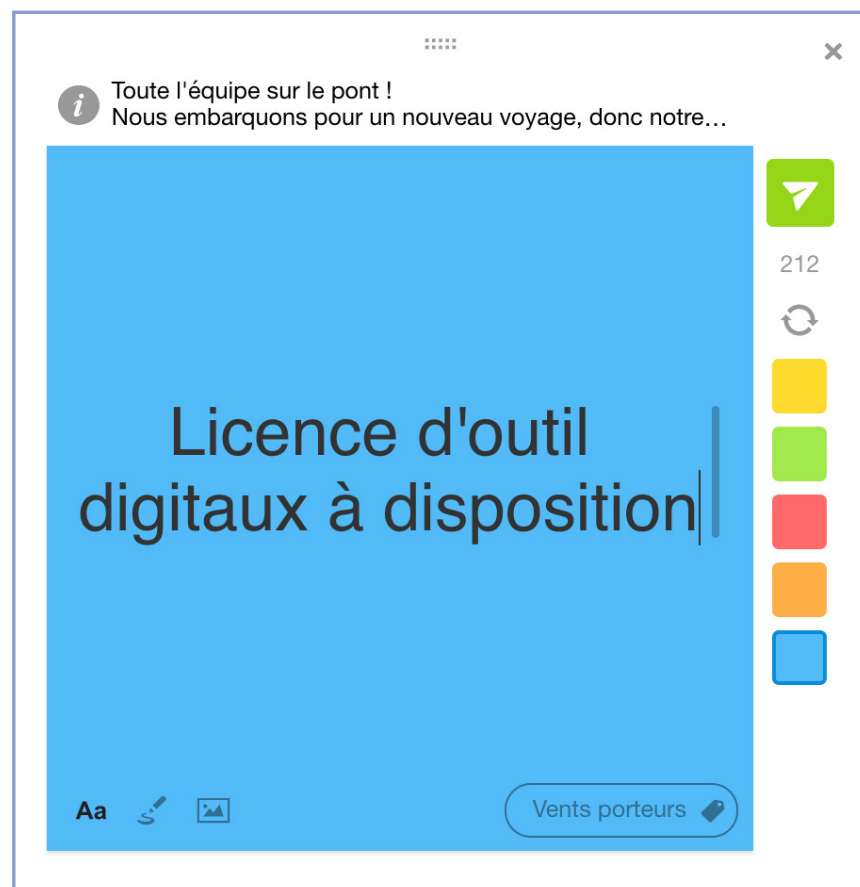 Toute l'équipe sur le pont !
Nous embarquons pour un nouveau voyage, donc notre…
212
Licence d'outil
digitaux à disposition
Aa
Vents porteurs